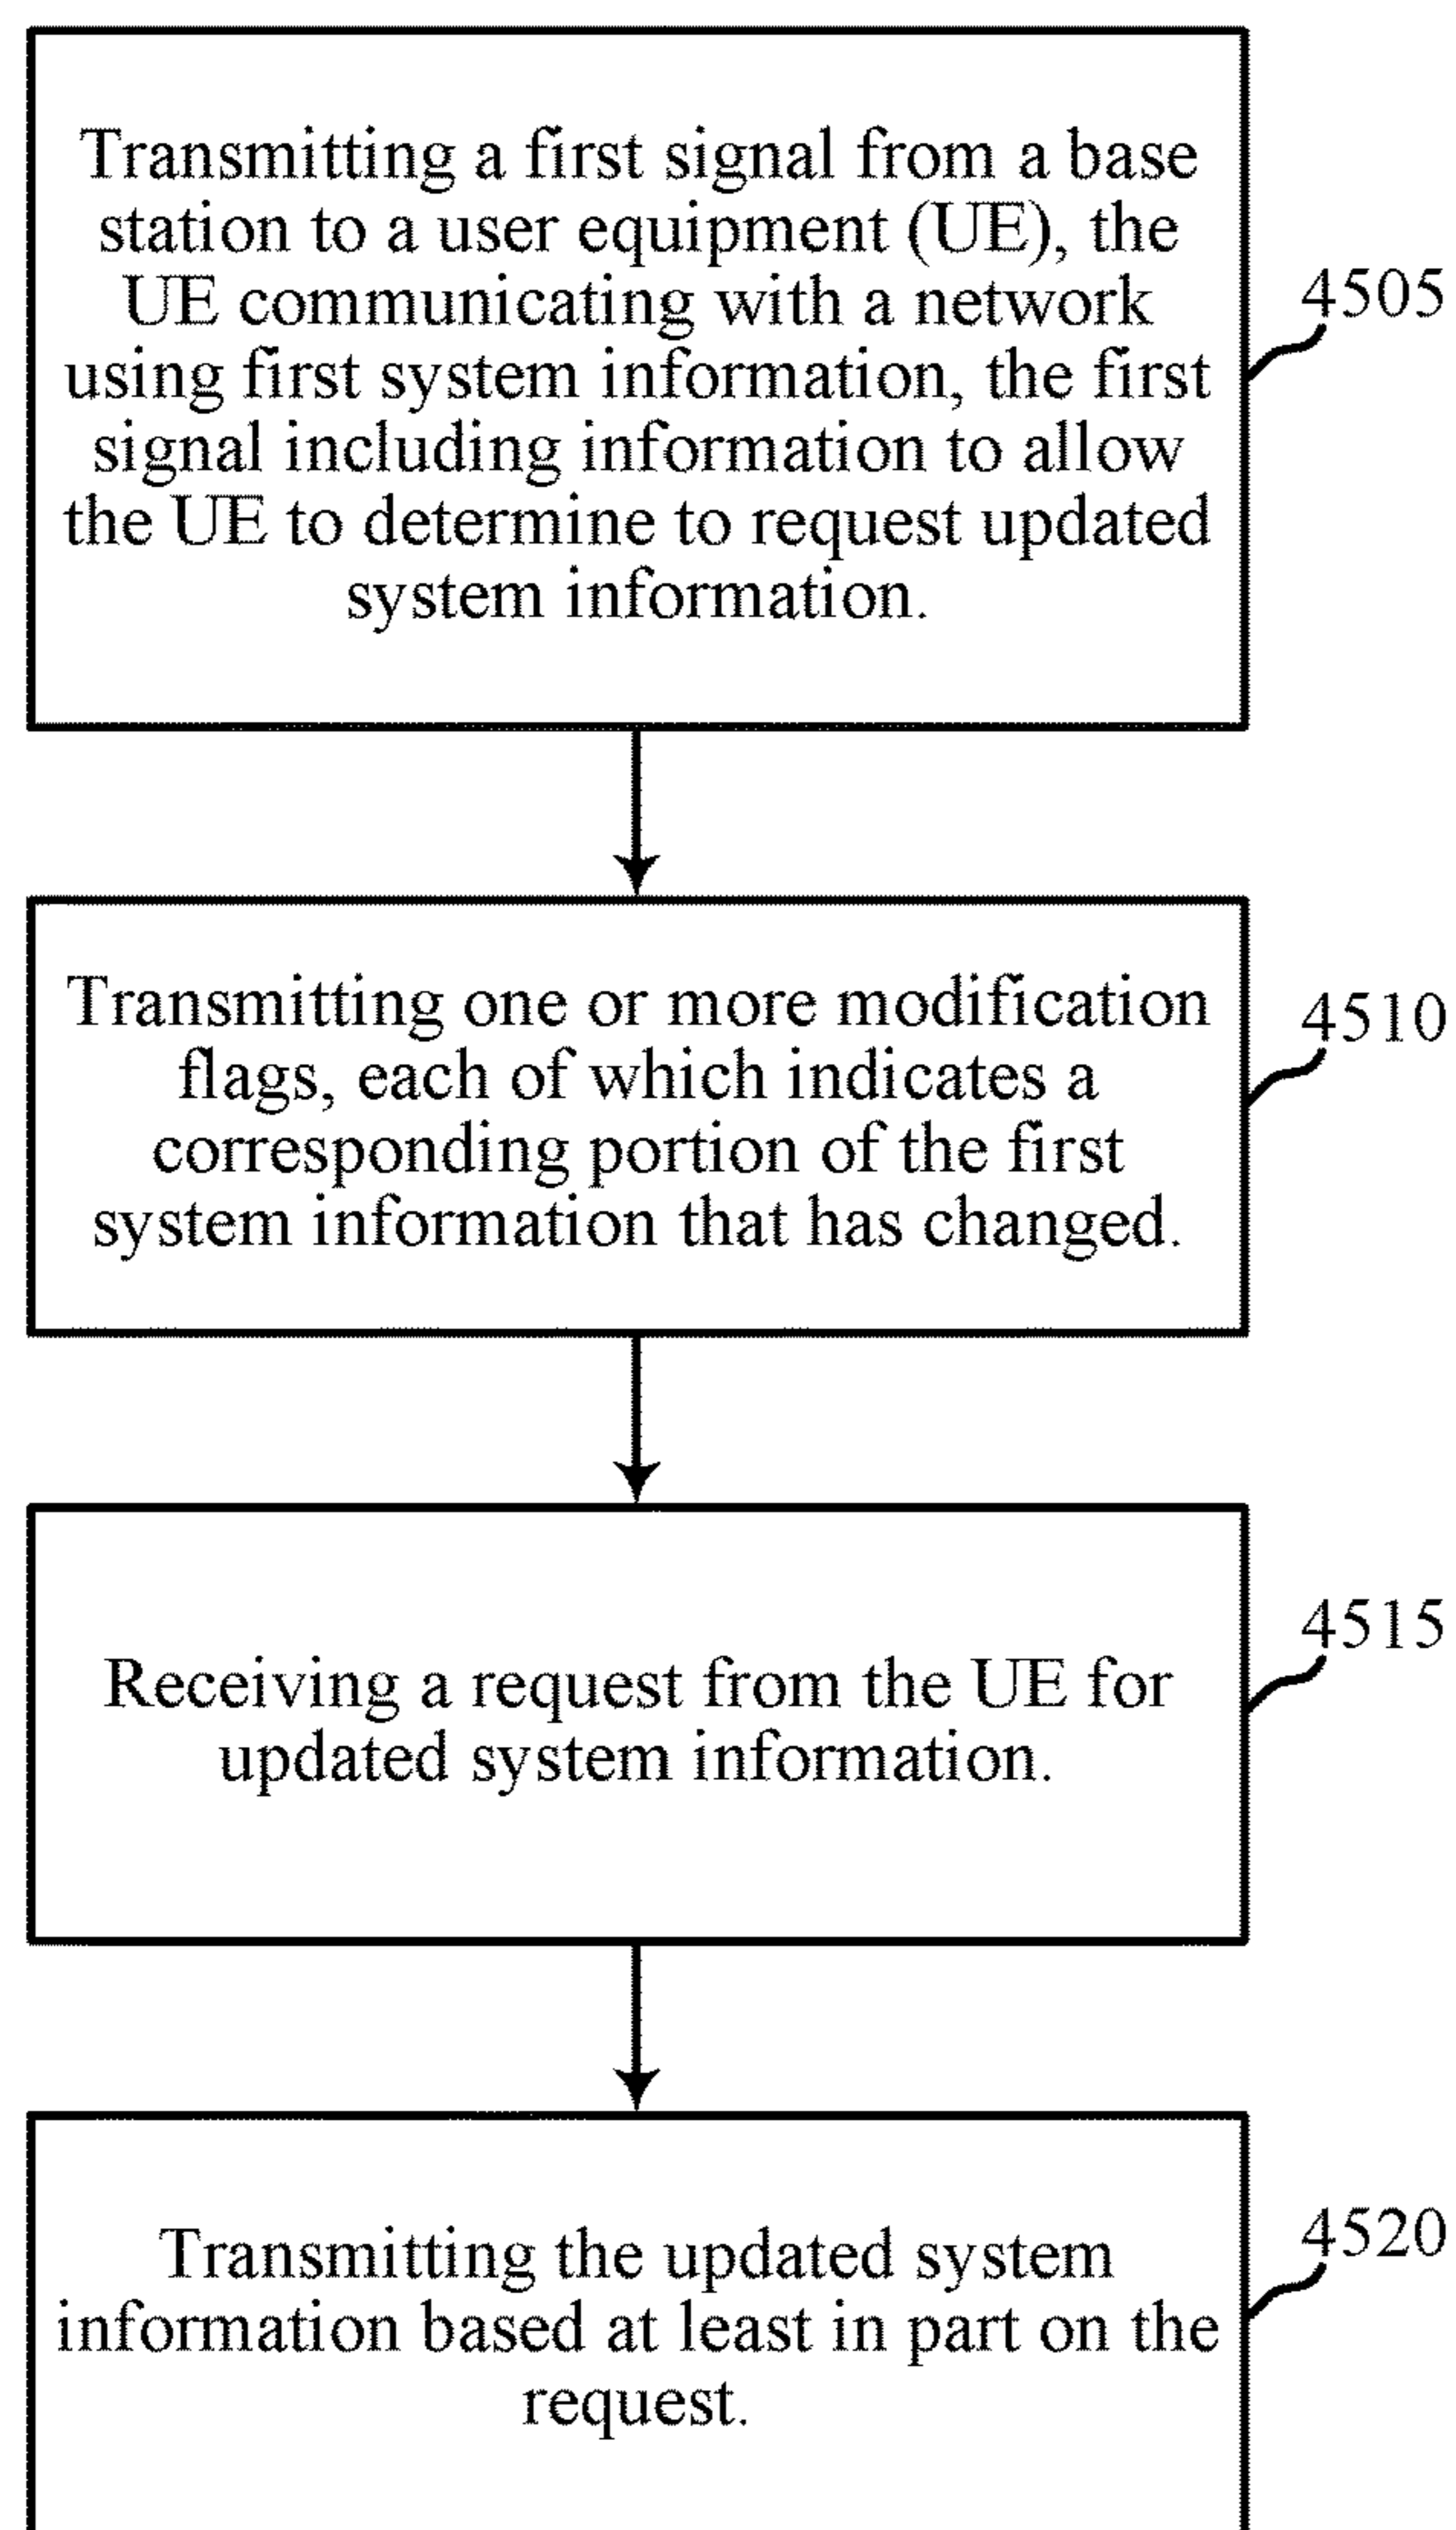 Transmitting a first signal from a base
station to a user equipment (UE), the
UE communicating with a network
using first system information, the first
signal including information to allow
the UE to determine to request updated
system information.
4505
Transmitting one or more modification
flags, each of which indicates a
corresponding portion of the first
system information that has changed.
4510
Receiving a request from the UE for
updated system information.
4515
Transmitting the updated system
information based at least in part on the
request.
4520